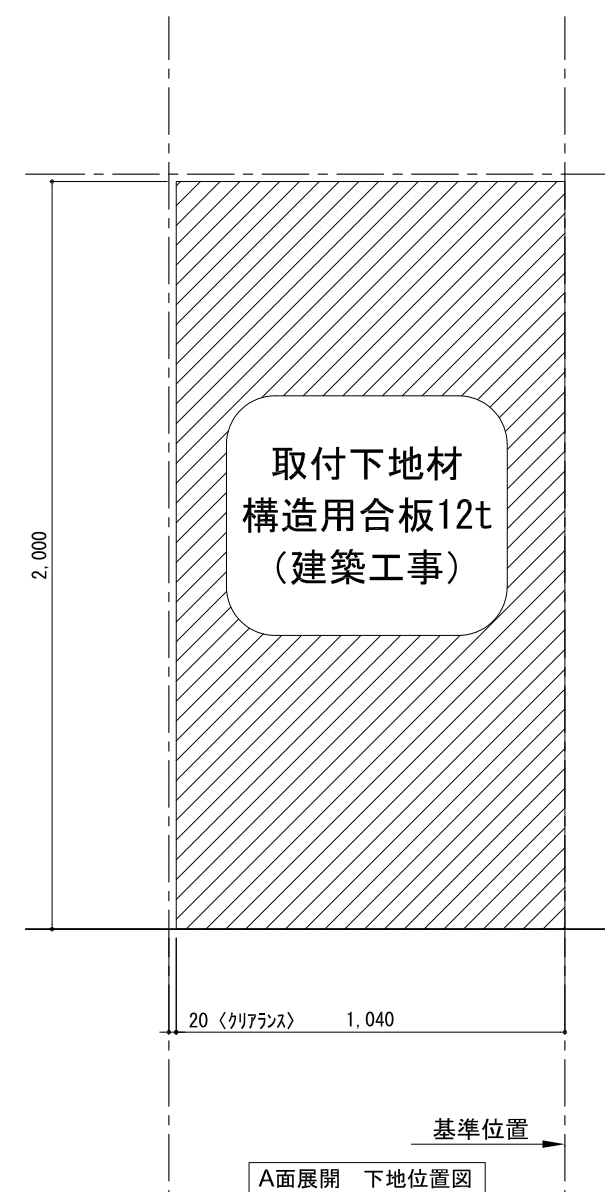 取付下地材
構造用合板12t
(建築工事)
2,000
20 〈クリアランス〉 1,040
基準位置
A面展開 下地位置図